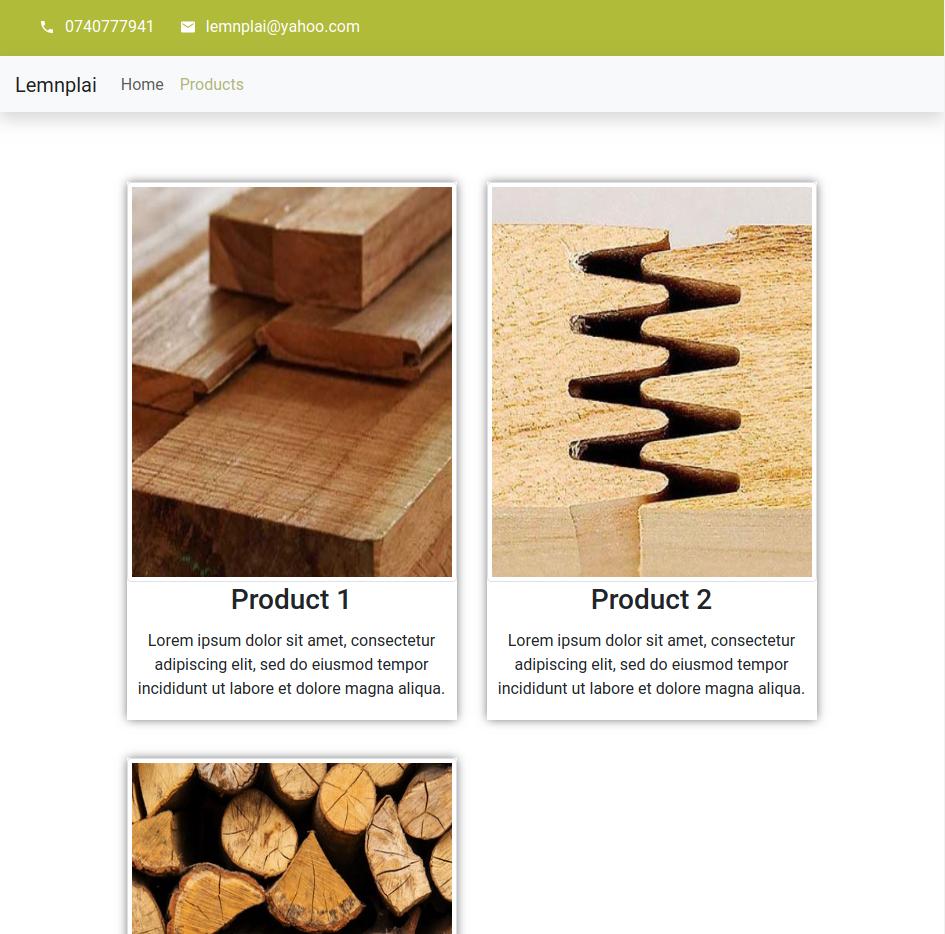 0740777941 lemnplai@yahoo.com
Lemnplai Home Products
Product 1
Lorem ipsum dolor sit amet, consectetur
adipiscing elit, sed do eiusmod tempor
incididunt ut labore et dolore magna aliqua.
Product 2
Lorem ipsum dolor sit amet, consectetur
adipiscing elit, sed do eiusmod tempor
incididunt ut labore et dolore magna aliqua.